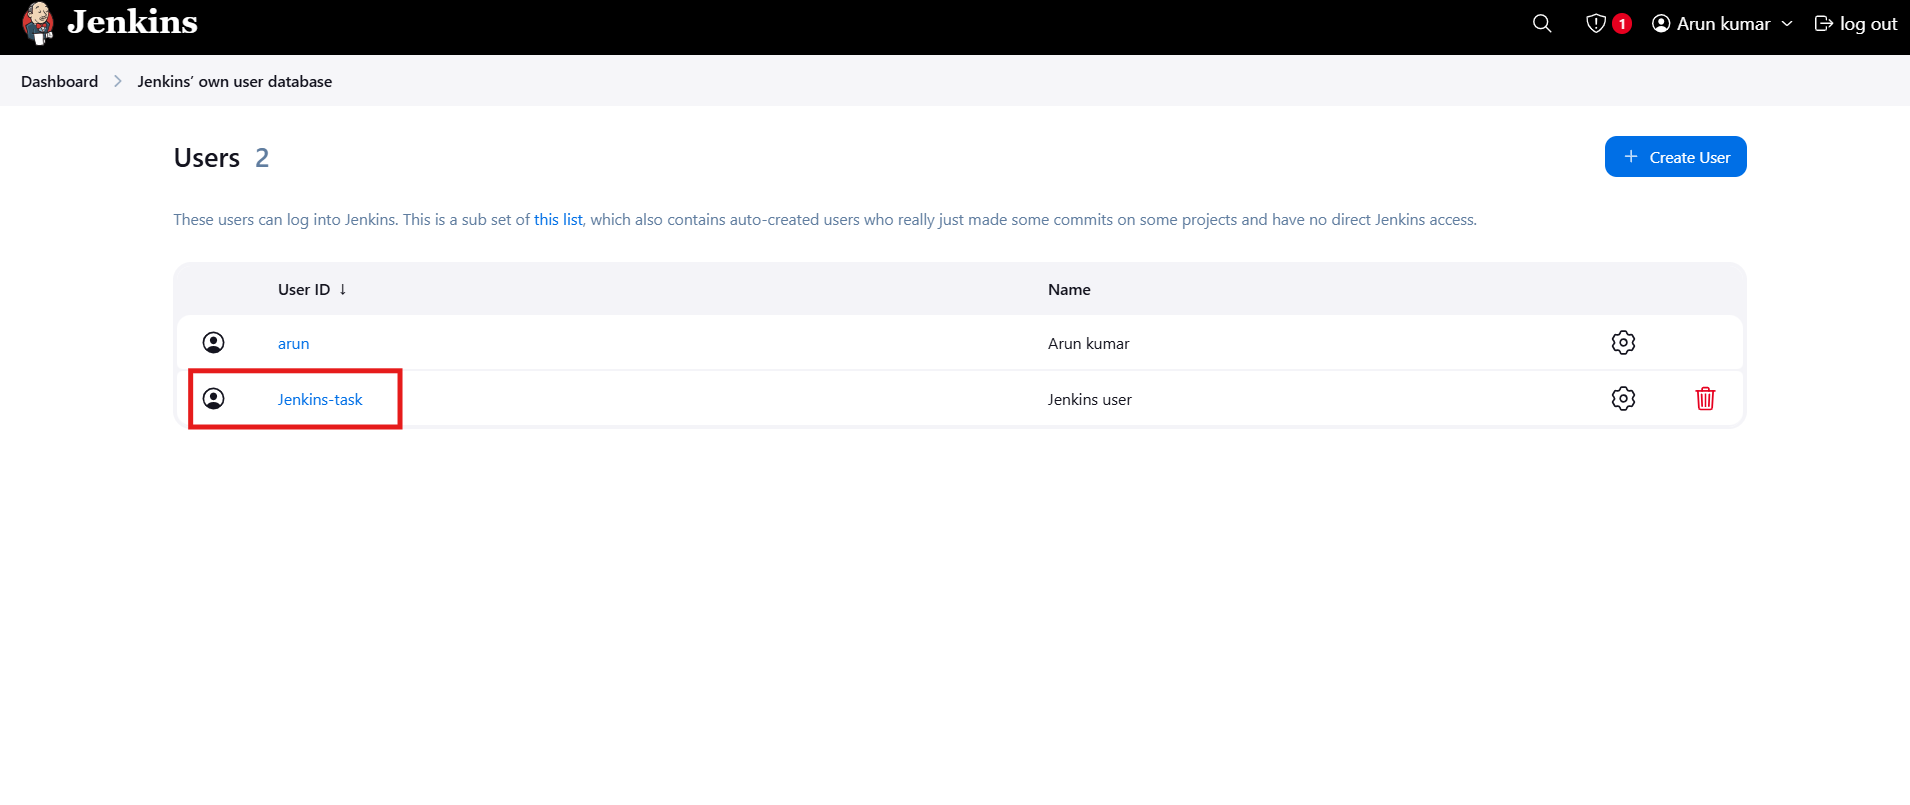 Jenkins
1
Arun kumar
log out
Dashboard
Jenkins’ own user database
Users 2
+ Create User
These users can log into Jenkins. This is a sub set of this list, which also contains auto-created users who really just made some commits on some projects and have no direct Jenkins access.
User ID ↓
Name
arun
Arun kumar
Jenkins-task
Jenkins user